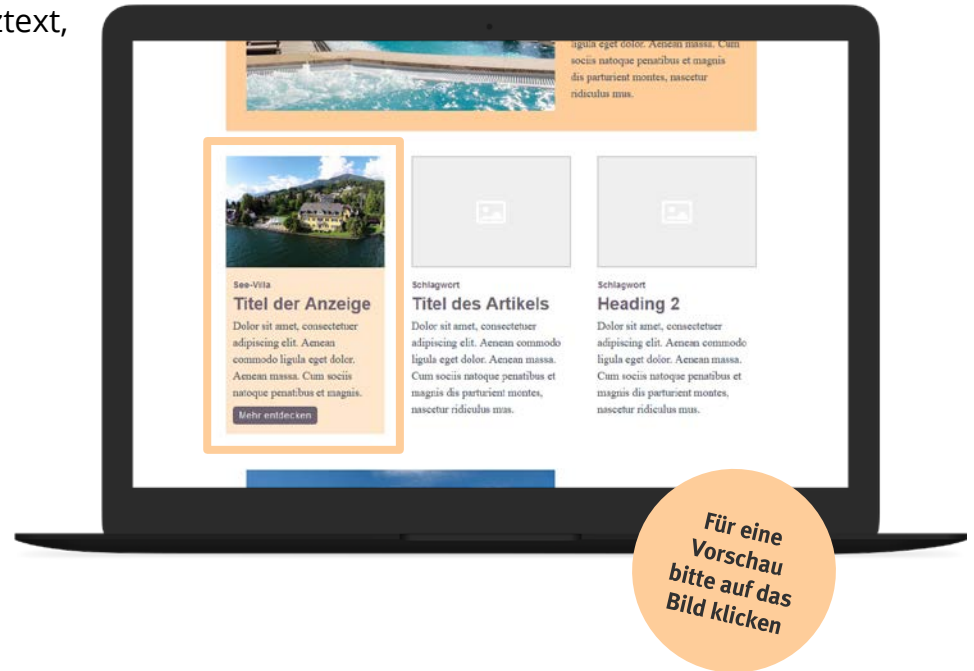 ztext,
ligula eget dolor. Aenean massa. Cum
sociis natoque penatibus et magnis
dis parturient montes, nascetur
ridiculus mus.
See-Villa
Titel der Anzeige
Dolor sit amet, consectetuer
adipiscing elit. Aenean
commodo ligula eget dolor.
Aenean massa. Cum sociis
natoque penatibus et magnis.
Mehr entdecken
Schlagwort
Titel des Artikels
Dolor sit amet, consectetuer
adipiscing elit. Aenean commodo
ligula eget dolor. Aenean massa.
Cum sociis natoque penatibus et
magnis dis parturient montes,
nascetur ridiculus mus.
Schlagwort
Heading 2
Dolor sit amet, consectetuer
adipiscing elit. Aenean commodo
ligula eget dolor. Aenean massa.
Cum sociis natoque penatibus et
magnis dis parturient montes,
nascetur ridiculus mus.
Für eine
Vorschau
bitte auf das
Bild klicken